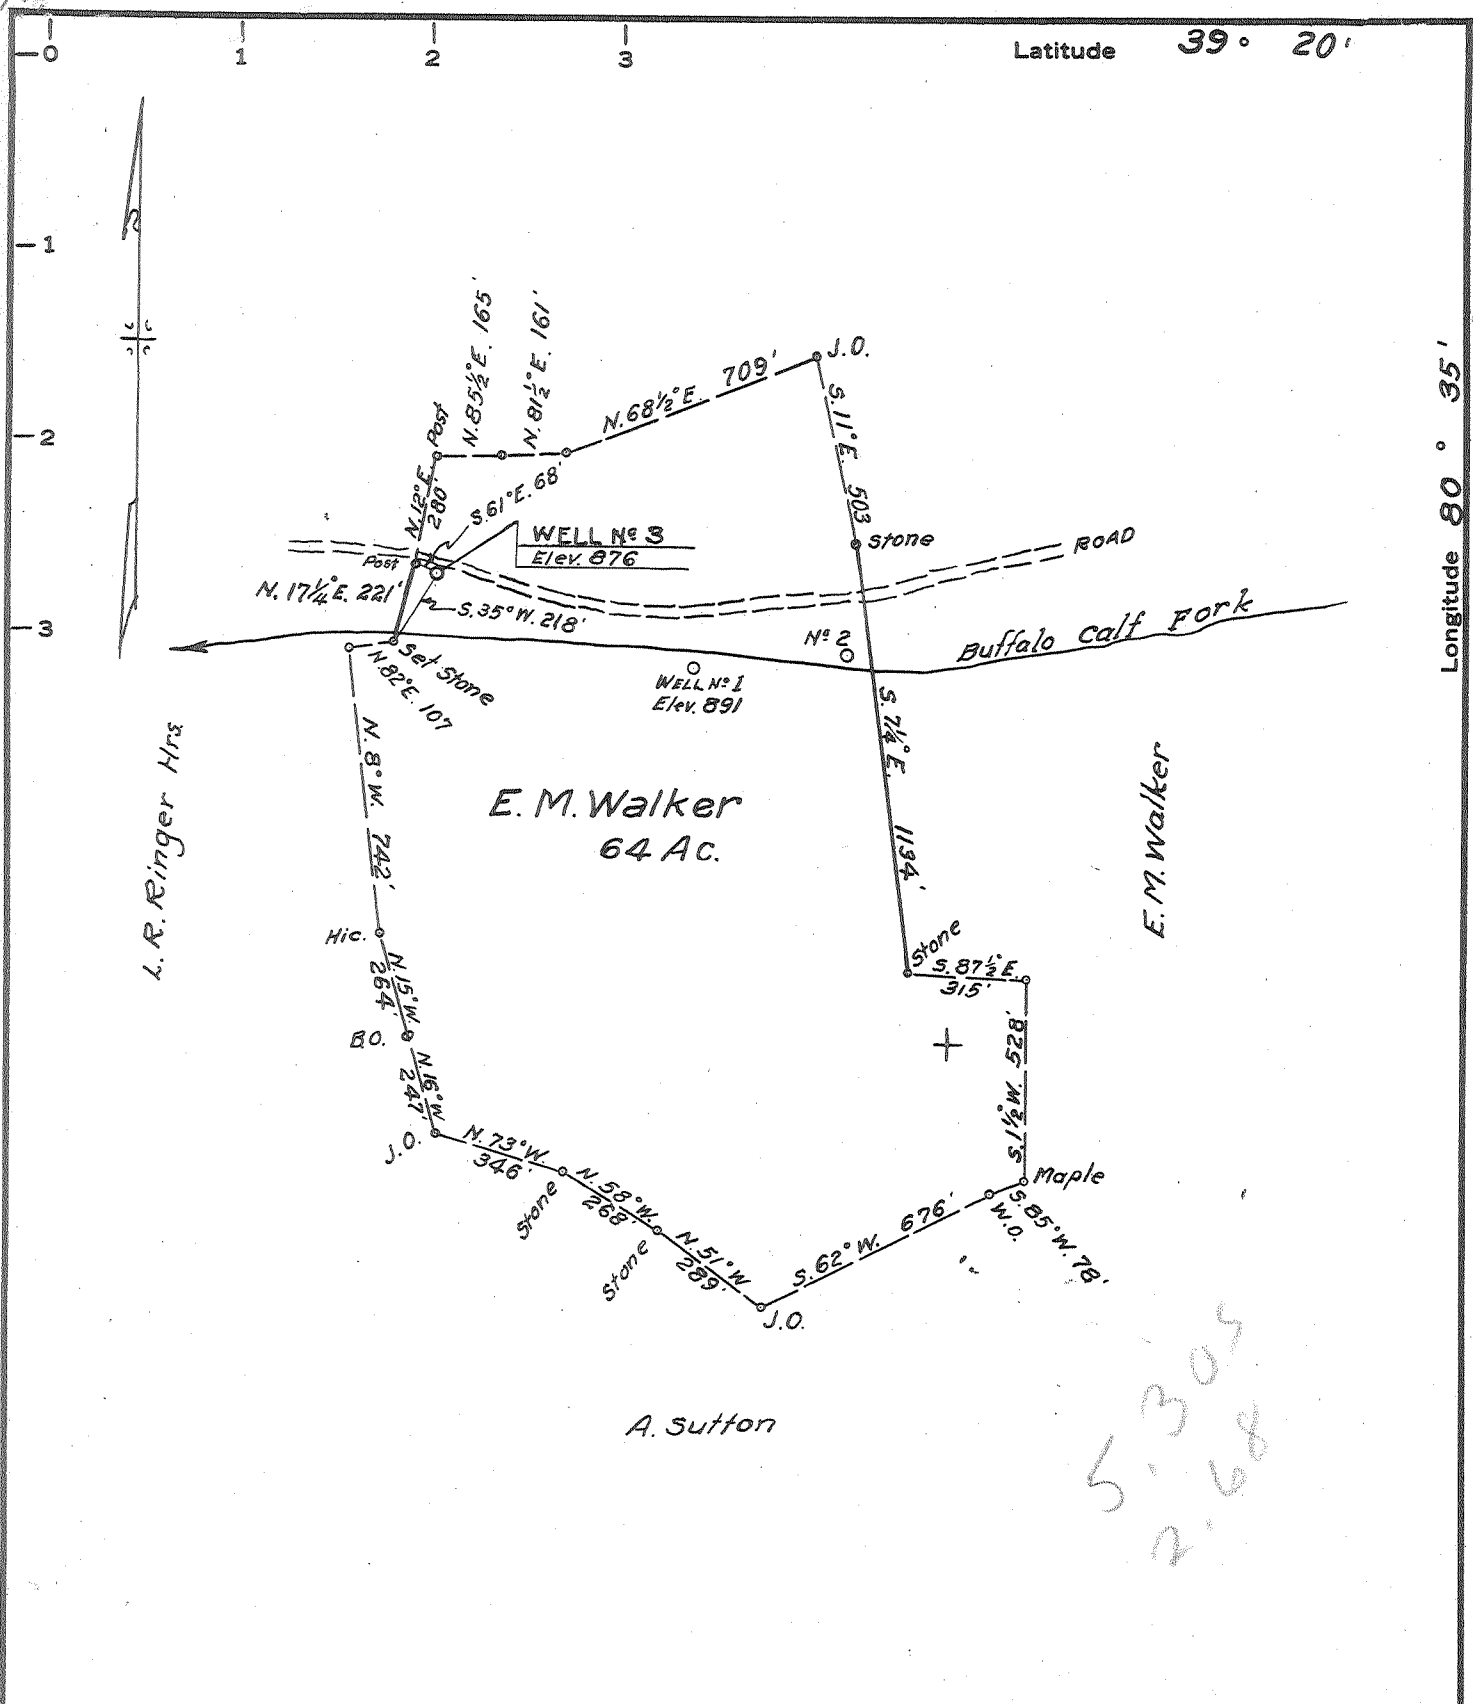 0
1
2
3
Latitude 39° 20'
1
2
3
Longitude 80° 35'
N. 85½° E. 165'
N. 81½° E. 161'
N. 68½° E. 709'
J.O.
Post
N. 12° E. 280'
S. 61° E. 68'
S. 11° E. 503
WELL № 3
Elev. 876
Stone
ROAD
Post
N. 17¼° E. 221'
S. 35° W. 218'
Set Stone
N. 82° E. 107
№ 2
Buffalo Calf Fork
WELL № 1
Elev. 891
S. 7¼° E. 1134'
N. 8° W. 742'
L. R. Ringer Hrs
E. M. Walker
64 Ac.
E. M. Walker
Hic.
N. 15° W.
264'
Stone
S. 87½° E.
315'
B.O.
N. 16° W.
247'
S. 1½° W. 528'
J.O.
N. 73° W.
346'
Stone
N. 58° W.
268'
Stone
N. 51° W
289'
J.O.
S. 62° W. 676'
W.O.
Maple
S. 85° W. 78'
A. Sutton
5.305
2.68